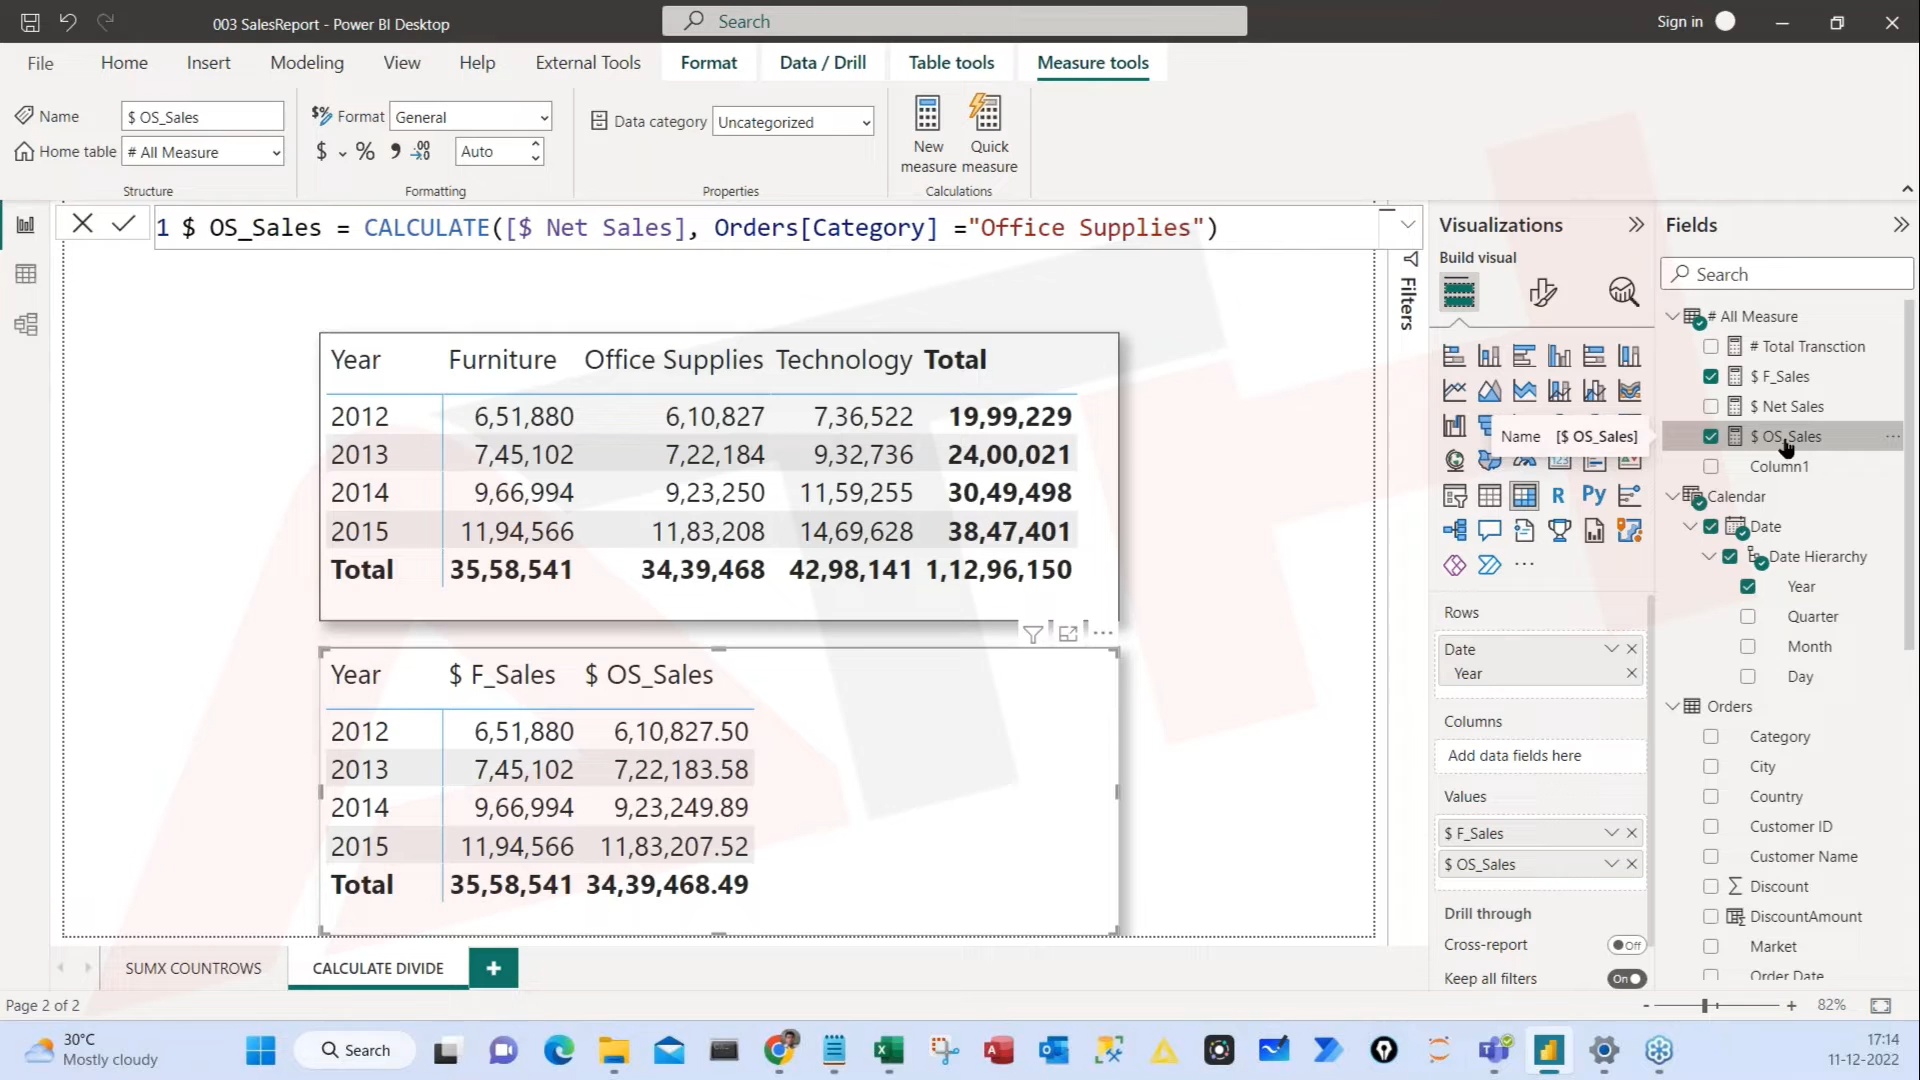 003 SalesReport - Power BI Desktop
Search
Sign in
File Home Insert Modeling View Help External Tools Format Data / Drill Table tools Measure tools
Name $ OS_Sales
Home table # All Measure
Structure
$% Format General
$ % , .00 Auto
Formatting
Data category Uncategorized
Properties
New measure
Quick measure
Calculations
1 $ OS_Sales = CALCULATE([$ Net Sales], Orders[Category] ="Office Supplies")
Year Furniture Office Supplies Technology Total
2012 6,51,880 6,10,827 7,36,522 19,99,229
2013 7,45,102 7,22,184 9,32,736 24,00,021
2014 9,66,994 9,23,250 11,59,255 30,49,498
2015 11,94,566 11,83,208 14,69,628 38,47,401
Total 35,58,541 34,39,468 42,98,141 1,12,96,150
Year $ F_Sales $ OS_Sales
2012 6,51,880 6,10,827.50
2013 7,45,102 7,22,183.58
2014 9,66,994 9,23,249.89
2015 11,94,566 11,83,207.52
Total 35,58,541 34,39,468.49
Filters
Visualizations
Build visual
Name [$ OS_Sales]
123
R Py
Rows
Date
Year
Columns
Add data fields here
Values
$ F_Sales
$ OS_Sales
Drill through
Cross-report Off
Keep all filters On
Fields
Search
# All Measure
# Total Transction
$ F_Sales
$ Net Sales
$ OS_Sales
Column1
Calendar
Date
Date Hierarchy
Year
Quarter
Month
Day
Orders
Category
City
Country
Customer ID
Customer Name
Discount
DiscountAmount
Market
Order Date
SUMX COUNTROWS
CALCULATE DIVIDE
Page 2 of 2
82%
30°C
Mostly cloudy
Search
17:14
11-12-2022